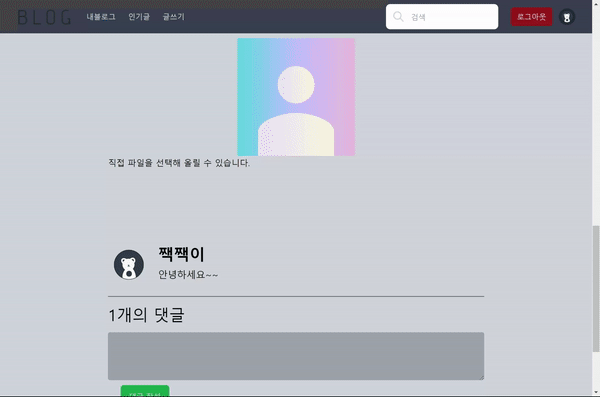 BLOG 내블로그 인기글 글쓰기 검색 로그아웃
직접 파일을 선택해 올릴 수 있습니다.
짹짹이
안녕하세요~~
1개의 댓글